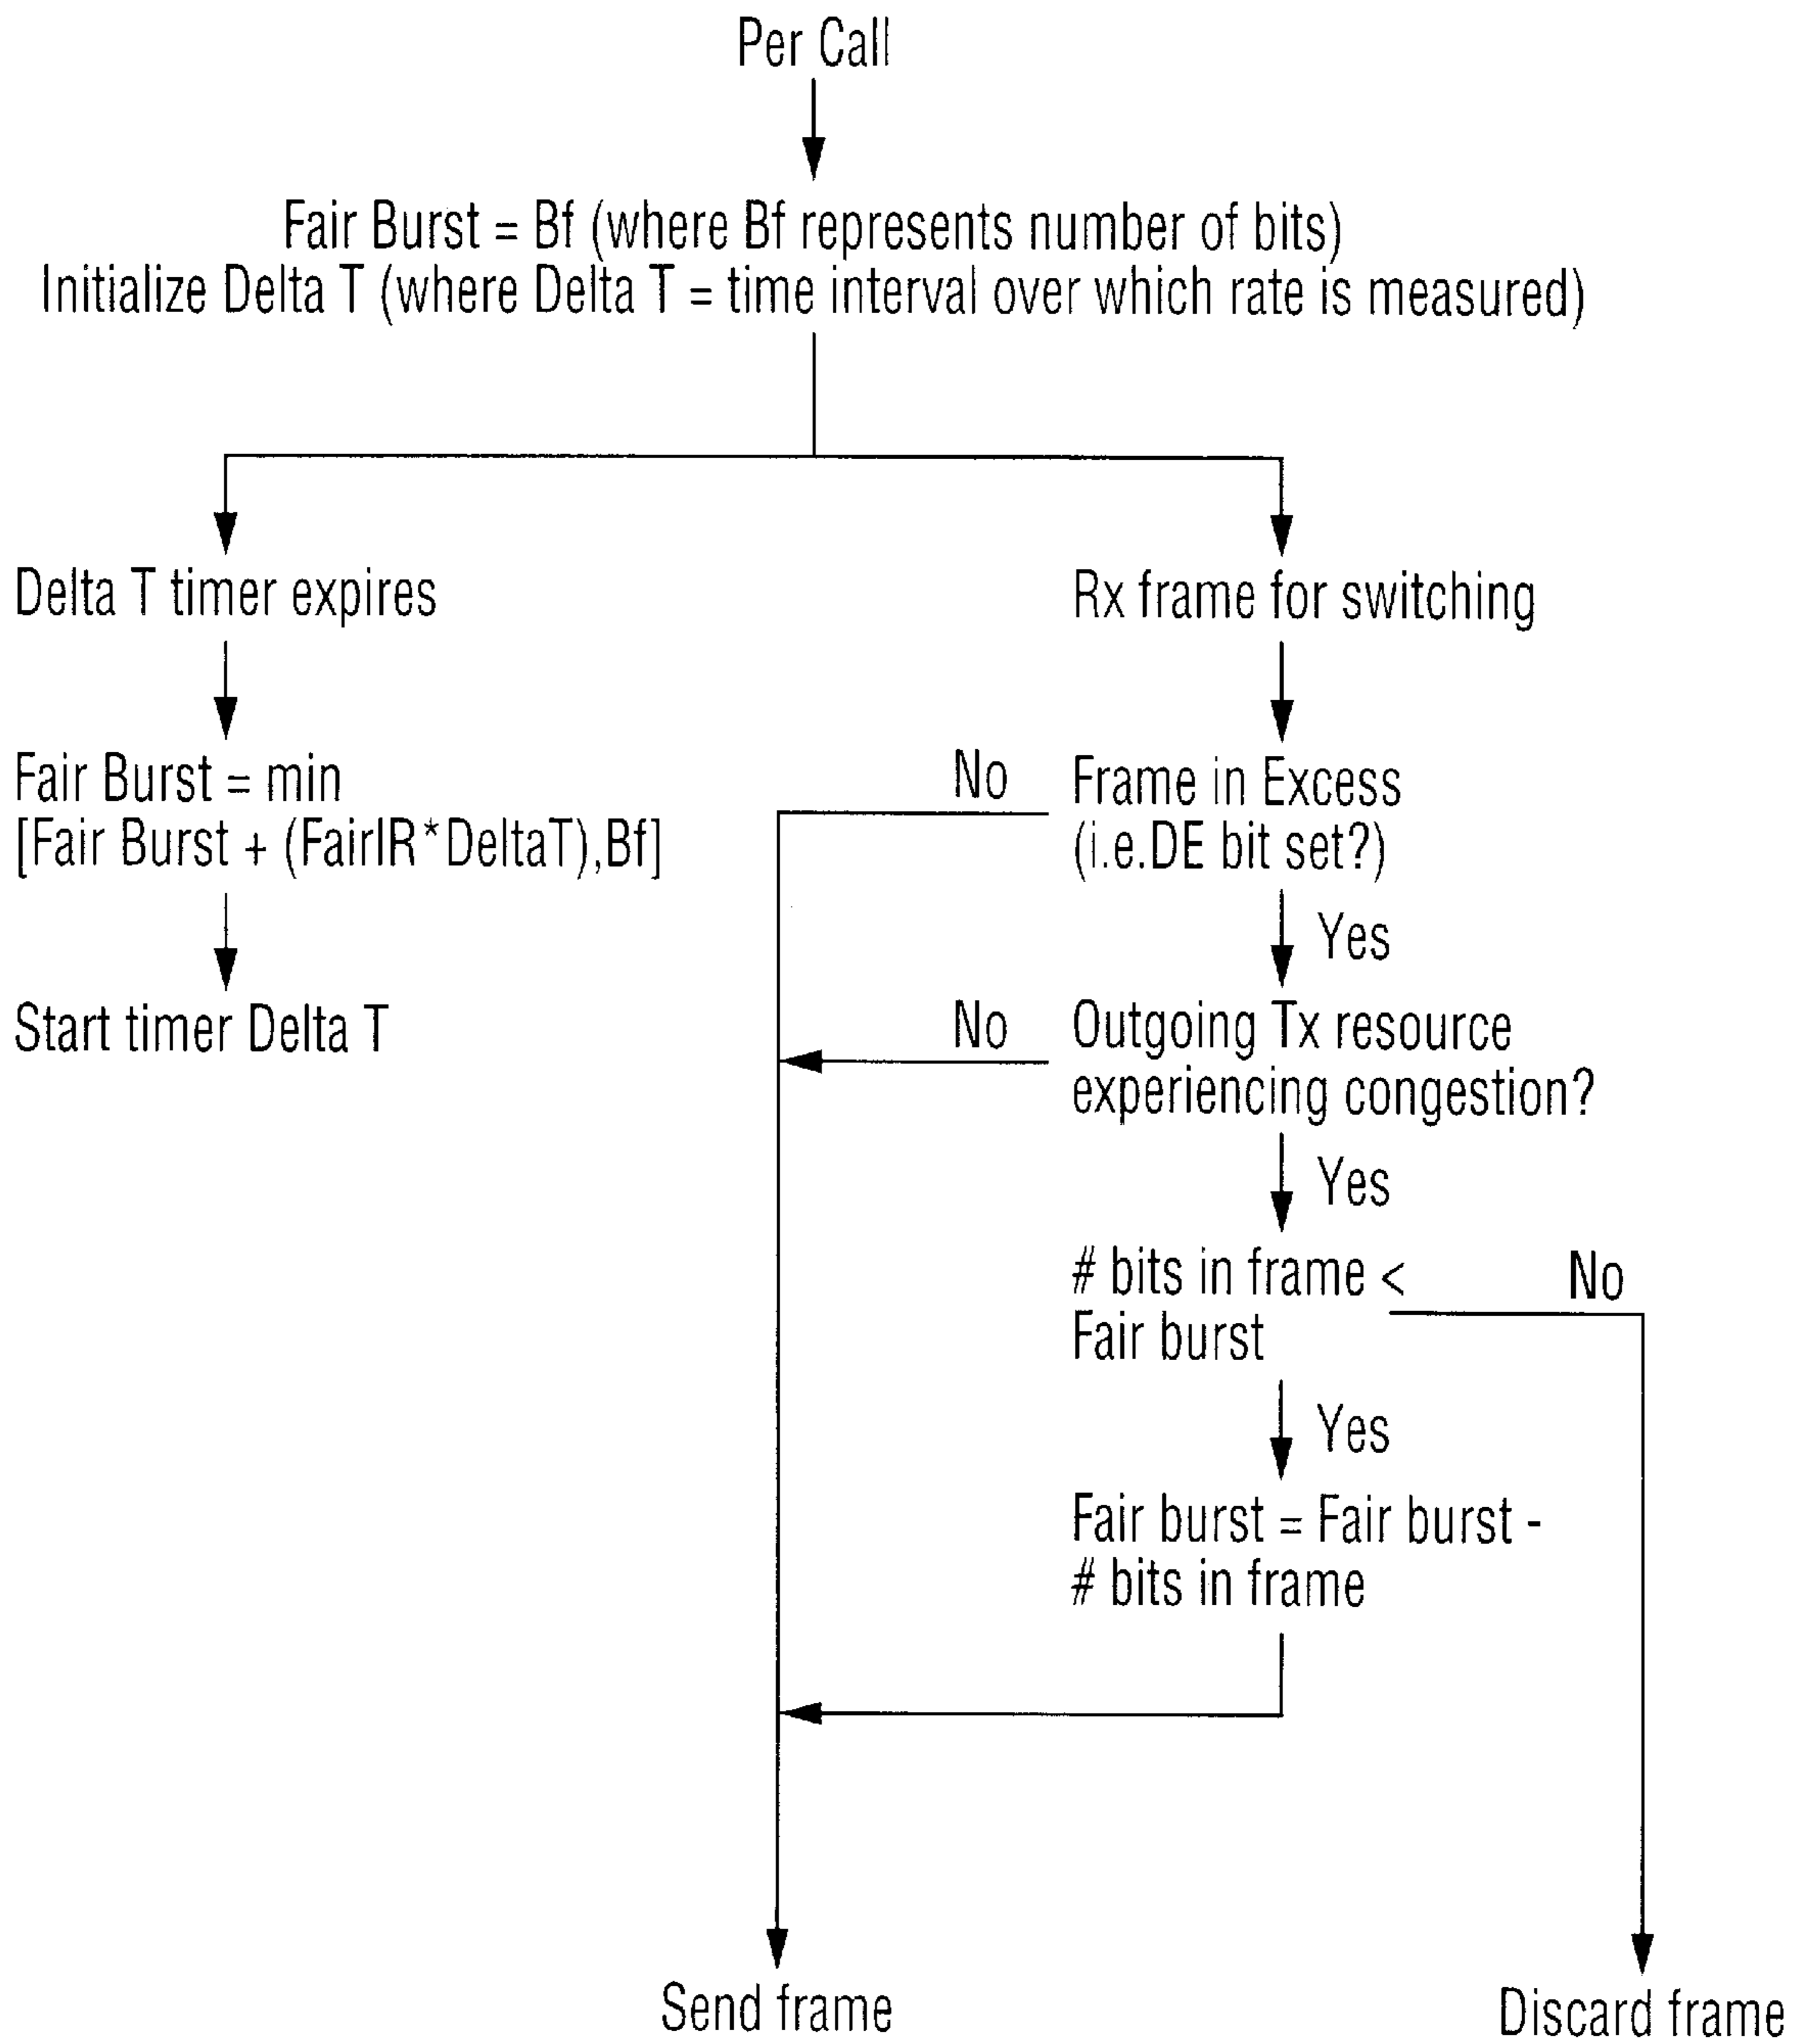 Per Call
Fair Burst = Bf (where Bf represents number of bits)
Initialize Delta T (where Delta T = time interval over which rate is measured)
Delta T timer expires
Fair Burst = min
[Fair Burst + (FairIR*DeltaT),Bf]
Start timer Delta T
Rx frame for switching
No
Frame in Excess
(i.e.DE bit set?)
Yes
No
Outgoing Tx resource
experiencing congestion?
Yes
# bits in frame <
No
Fair burst
Yes
Fair burst = Fair burst -
# bits in frame
Send frame
Discard frame